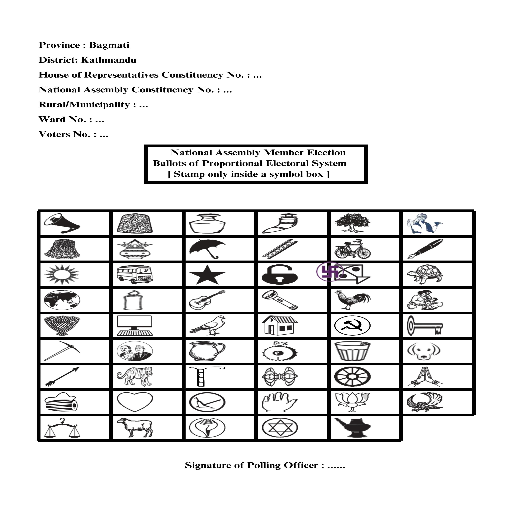 Province : Bagmati
District: Kathmandu
House of Representatives Constituency No. : ...
National Assembly Constituency No. : ...
Rural/Municipality : ...
Ward No. : ...
Voters No. : ...
National Assembly Member Election
Ballots of Proportional Electoral System
[ Stamp only inside a symbol box ]
Signature of Polling Officer : ......